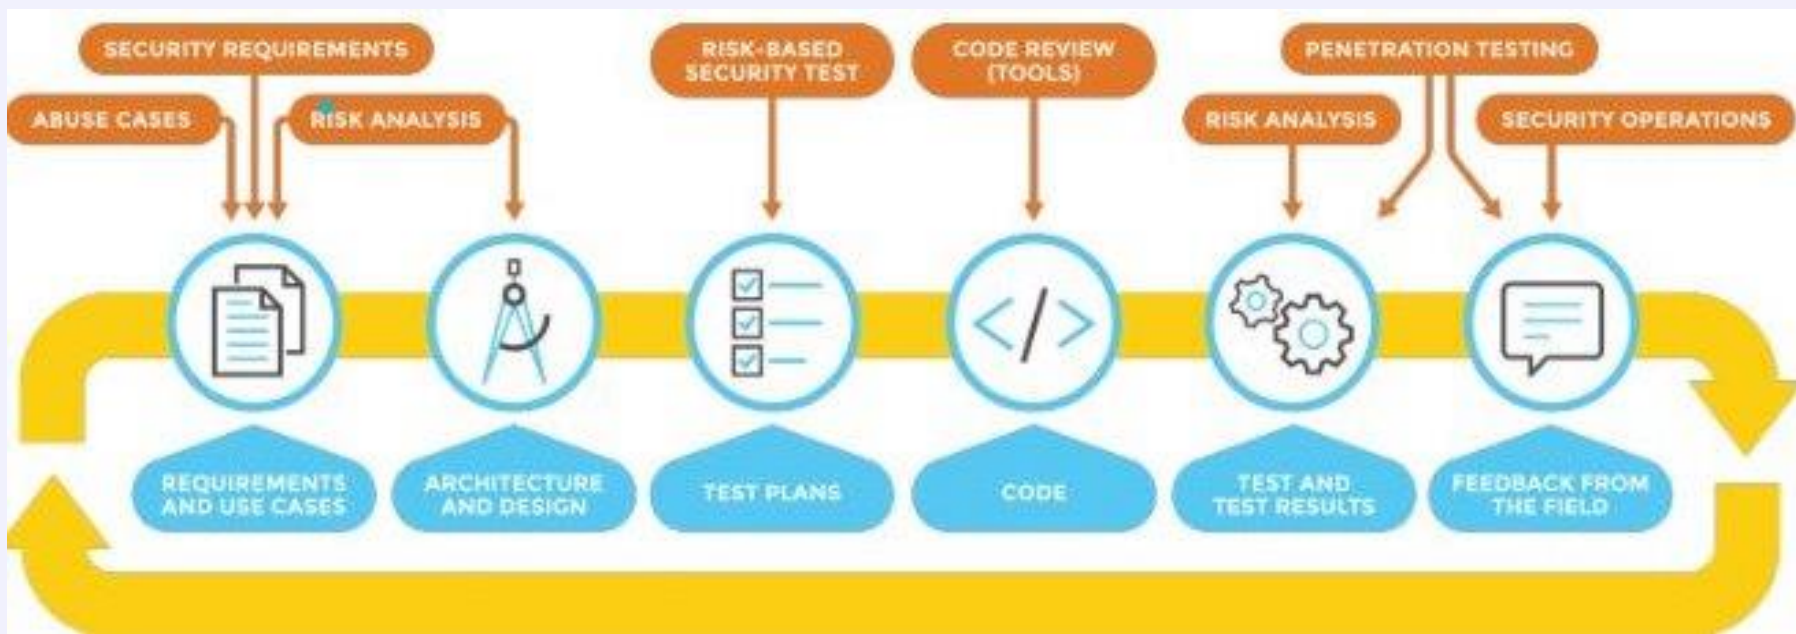 SECURITY REQUIREMENTS
ABUSE CASES
RISK ANALYSIS
RISK-BASED
SECURITY TEST
CODE REVIEW
(TOOLS)
PENETRATION TESTING
RISK ANALYSIS
SECURITY OPERATIONS
REQUIREMENTS
AND USE CASES
ARCHITECTURE
AND DESIGN
TEST PLANS
CODE
TEST AND
TEST RESULTS
FEEDBACK FROM
THE FIELD